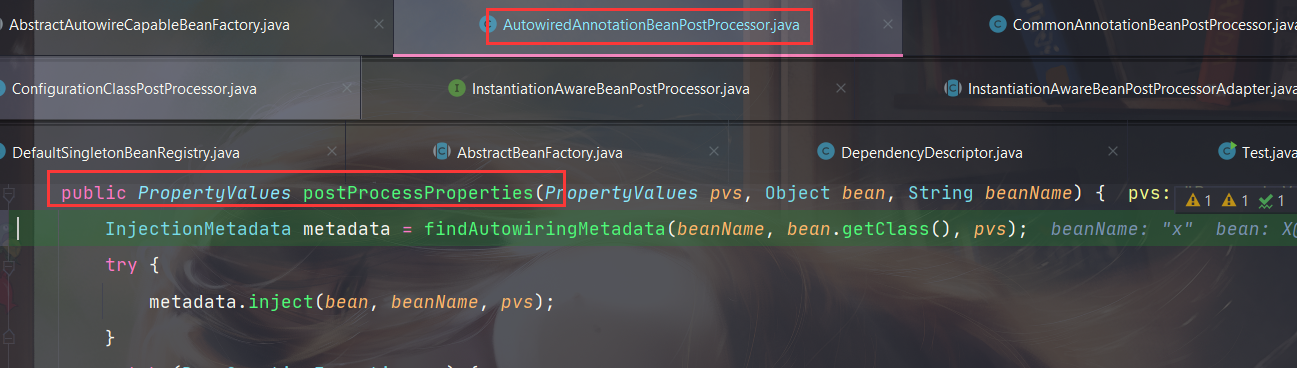 AbstractAutowireCapableBeanFactory.java AutowiredAnnotationBeanPostProcessor.java CommonAnnotationBeanPostProcessor.java
ConfigurationClassPostProcessor.java InstantiationAwareBeanPostProcessor.java InstantiationAwareBeanPostProcessorAdapter.java
DefaultSingletonBeanRegistry.java AbstractBeanFactory.java DependencyDescriptor.java Test.java
public PropertyValues postProcessProperties(PropertyValues pvs, Object bean, String beanName) { pvs: 1 1 1
InjectionMetadata metadata = findAutowiringMetadata(beanName, bean.getClass(), pvs); beanName: "x" bean: X@
try {
metadata.inject(bean, beanName, pvs);
}